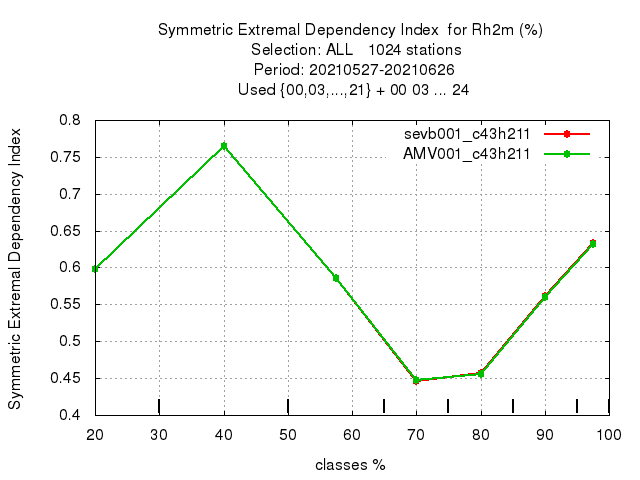 Symmetric Extremal Dependency Index  for Rh2m (%)
Selection: ALL   1024 stations
Period: 20210527-20210626
Used {00,03,...,21} + 00 03 ... 24
sevb001_c43h211
AMV001_c43h211
Symmetric Extremal Dependency Index
0.8
0.75
0.7
0.65
0.6
0.55
0.5
0.45
0.4
20 30 40 50 60 70 80 90 100
classes %